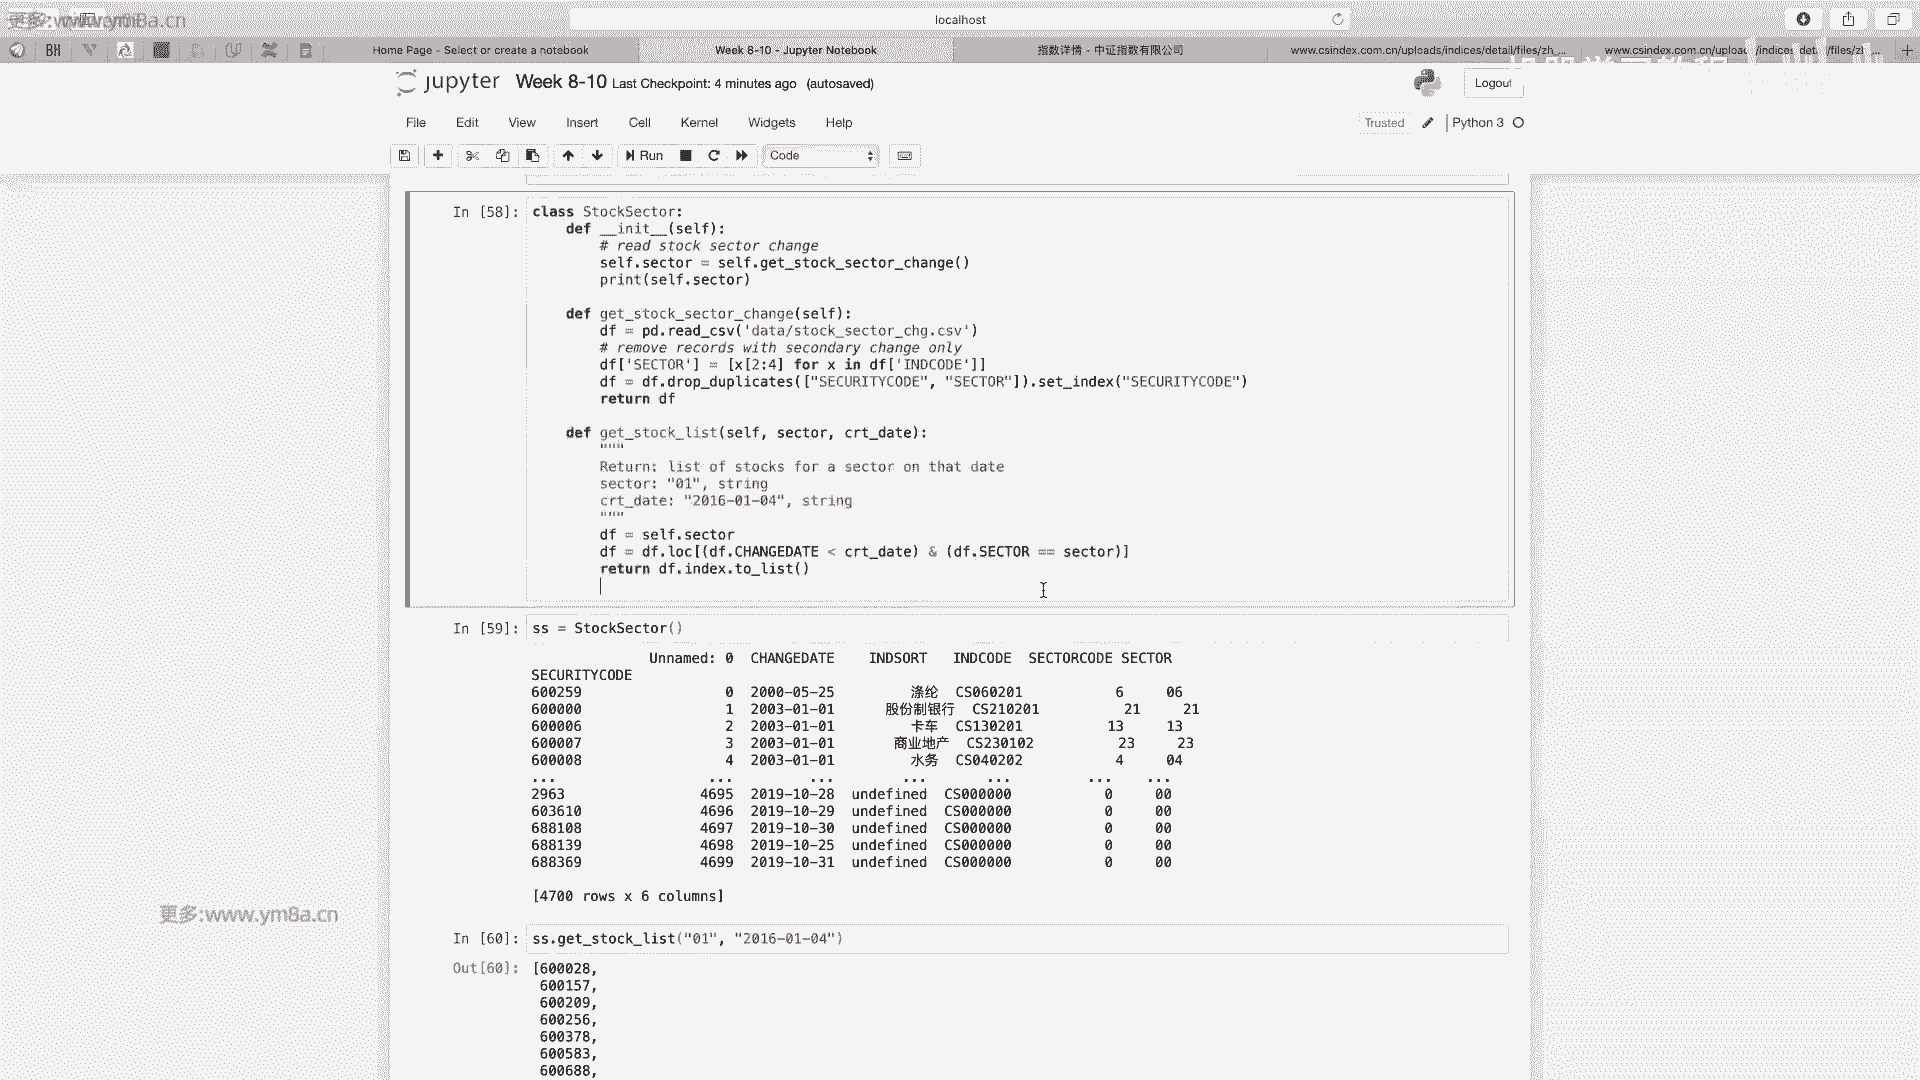 更多:www.ym8a.cn
localhost
Home Page - Select or create a notebook
Week 8-10 - Jupyter Notebook
指数详情 - 中证指数有限公司
www.csindex.com.cn/uploads/indices/detail/files/zh_...
www.csindex.com.cn/uploads/indices/detail/files/zh_...
jupyter Week 8-10 Last Checkpoint: 4 minutes ago (autosaved)
Logout
File Edit View Insert Cell Kernel Widgets Help
Trusted Python 3
Run Code
In [58]: class StockSector:
def __init__(self):
# read stock sector change
self.sector = self.get_stock_sector_change()
print(self.sector)
def get_stock_sector_change(self):
df = pd.read_csv('data/stock_sector_chg.csv')
# remove records with secondary change only
df['SECTOR'] = [x[2:4] for x in df['INDCODE']]
df = df.drop_duplicates(["SECURITYCODE", "SECTOR"]).set_index("SECURITYCODE")
return df
def get_stock_list(self, sector, crt_date):
"""
Return: list of stocks for a sector on that date
sector: "01", string
crt_date: "2016-01-04", string
"""
df = self.sector
df = df.loc[(df.CHANGEDATE < crt_date) & (df.SECTOR == sector)]
return df.index.to_list()
In [59]: ss = StockSector()
Unnamed: 0 CHANGEDATE INDSORT INDCODE SECTORCODE SECTOR
SECURITYCODE
600259 0 2000-05-25 涤纶 CS060201 6 06
600000 1 2003-01-01 股份制银行 CS210201 21 21
600006 2 2003-01-01 卡车 CS130201 13 13
600007 3 2003-01-01 商业地产 CS230102 23 23
600008 4 2003-01-01 水务 CS040202 4 04
... ... ... ... ... ... ...
2963 4695 2019-10-28 undefined CS000000 0 00
603610 4696 2019-10-29 undefined CS000000 0 00
688108 4697 2019-10-30 undefined CS000000 0 00
688139 4698 2019-10-25 undefined CS000000 0 00
688369 4699 2019-10-31 undefined CS000000 0 00
[4700 rows x 6 columns]
更多:www.ym8a.cn
In [60]: ss.get_stock_list("01", "2016-01-04")
Out[60]: [600028,
600157,
600209,
600256,
600378,
600583,
600688,